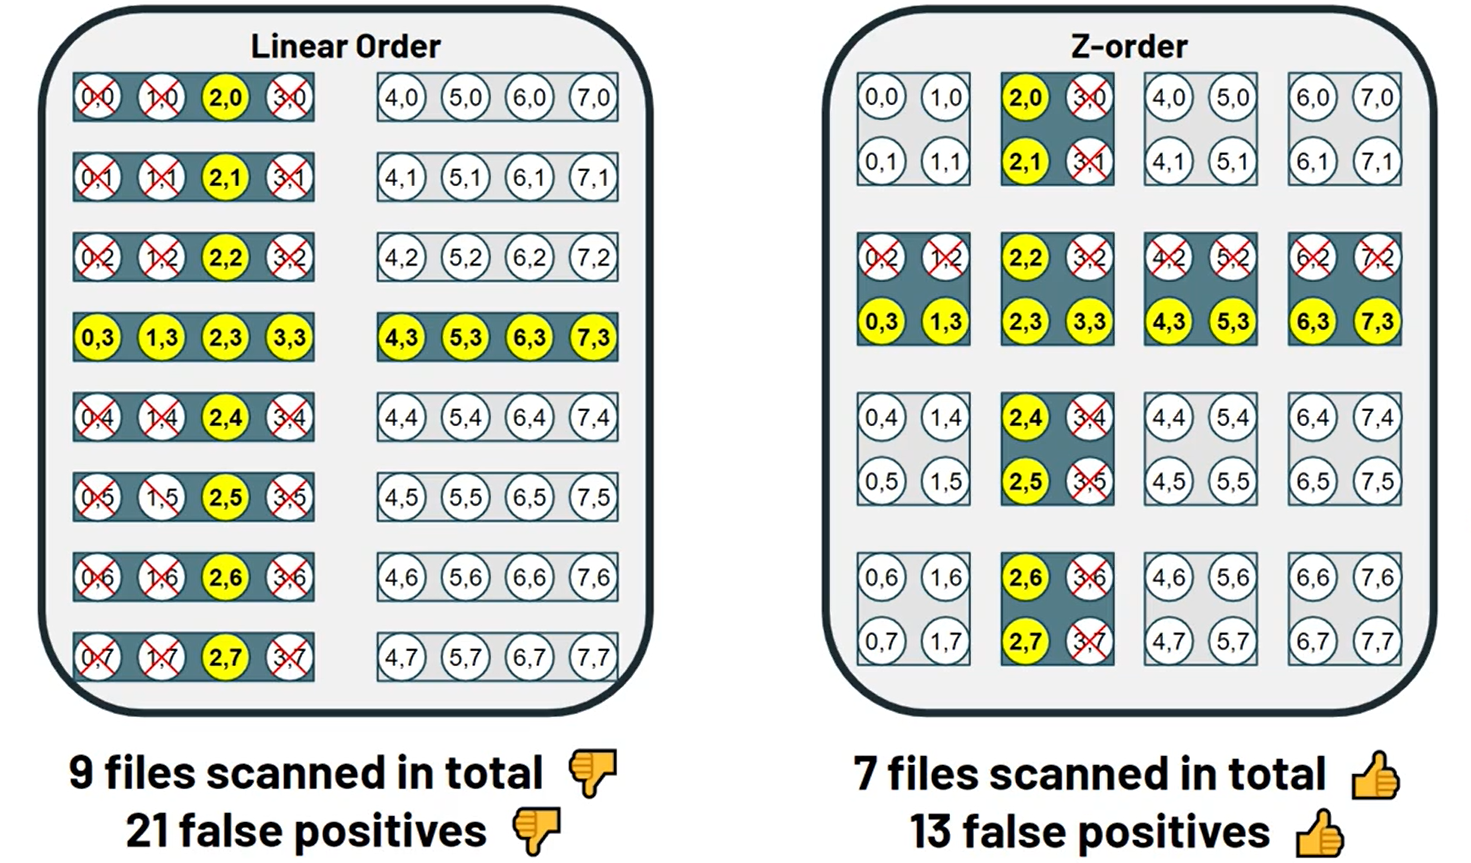 Linear Order
0,0 1,0 2,0 3,0 4,0 5,0 6,0 7,0
0,1 1,1 2,1 3,1 4,1 5,1 6,1 7,1
0,2 1,2 2,2 3,2 4,2 5,2 6,2 7,2
0,3 1,3 2,3 3,3 4,3 5,3 6,3 7,3
0,4 1,4 2,4 3,4 4,4 5,4 6,4 7,4
0,5 1,5 2,5 3,5 4,5 5,5 6,5 7,5
0,6 1,6 2,6 3,6 4,6 5,6 6,6 7,6
0,7 1,7 2,7 3,7 4,7 5,7 6,7 7,7
9 files scanned in total
21 false positives
Z-order
0,0 1,0 2,0 3,0 4,0 5,0 6,0 7,0
0,1 1,1 2,1 3,1 4,1 5,1 6,1 7,1
0,2 1,2 2,2 3,2 4,2 5,2 6,2 7,2
0,3 1,3 2,3 3,3 4,3 5,3 6,3 7,3
0,4 1,4 2,4 3,4 4,4 5,4 6,4 7,4
0,5 1,5 2,5 3,5 4,5 5,5 6,5 7,5
0,6 1,6 2,6 3,6 4,6 5,6 6,6 7,6
0,7 1,7 2,7 3,7 4,7 5,7 6,7 7,7
7 files scanned in total
13 false positives